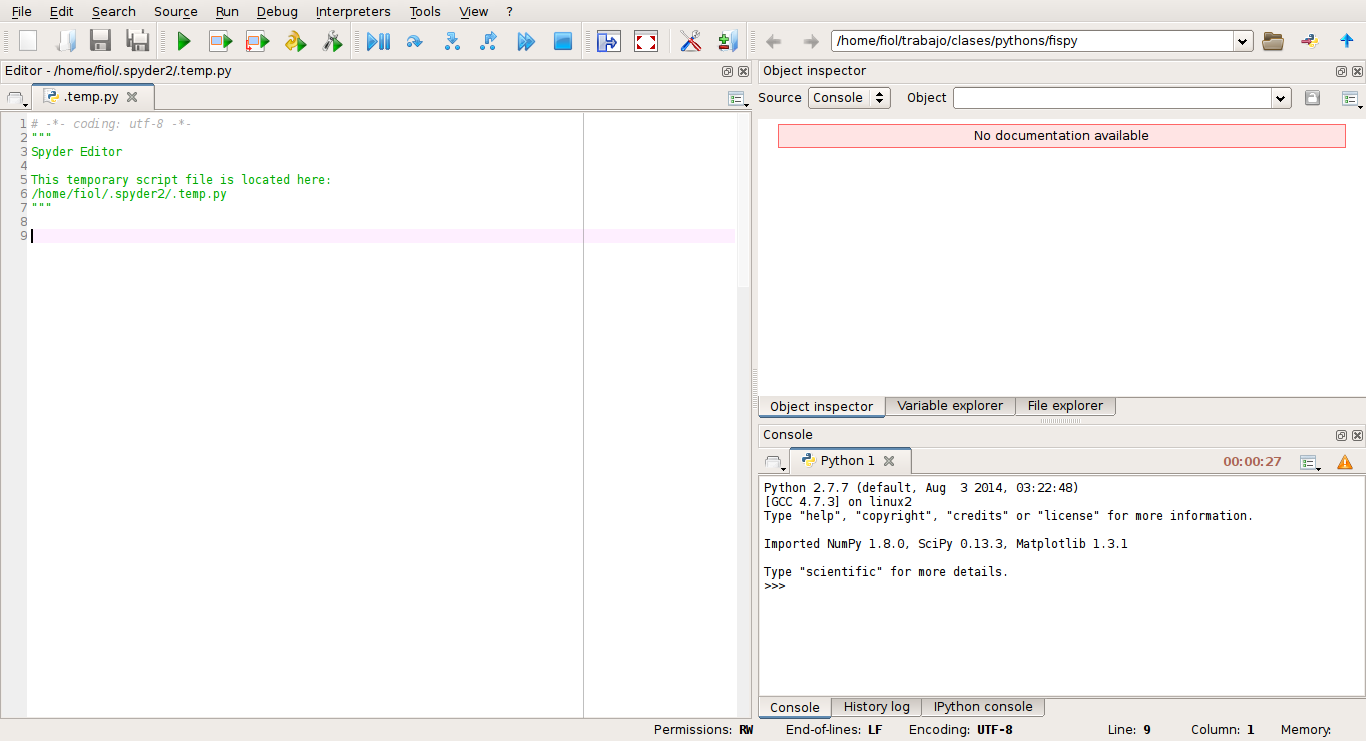 File Edit Search Source Run Debug Interpreters Tools View ?
/home/fiol/trabajo/clases/pythons/fispy
Editor - /home/fiol/.spyder2/.temp.py
.temp.py
1 # -*- coding: utf-8 -*-
2 """
3 Spyder Editor
4
5 This temporary script file is located here:
6 /home/fiol/.spyder2/.temp.py
7 """
8
9
Object inspector
Source Console Object
No documentation available
Object inspector Variable explorer File explorer
Console
Python 1 00:00:27
Python 2.7.7 (default, Aug  3 2014, 03:22:48)
[GCC 4.7.3] on linux2
Type "help", "copyright", "credits" or "license" for more information.
Imported NumPy 1.8.0, SciPy 0.13.3, Matplotlib 1.3.1
Type "scientific" for more details.
>>>
Console History log IPython console
Permissions: RW End-of-lines: LF Encoding: UTF-8 Line: 9 Column: 1 Memory: